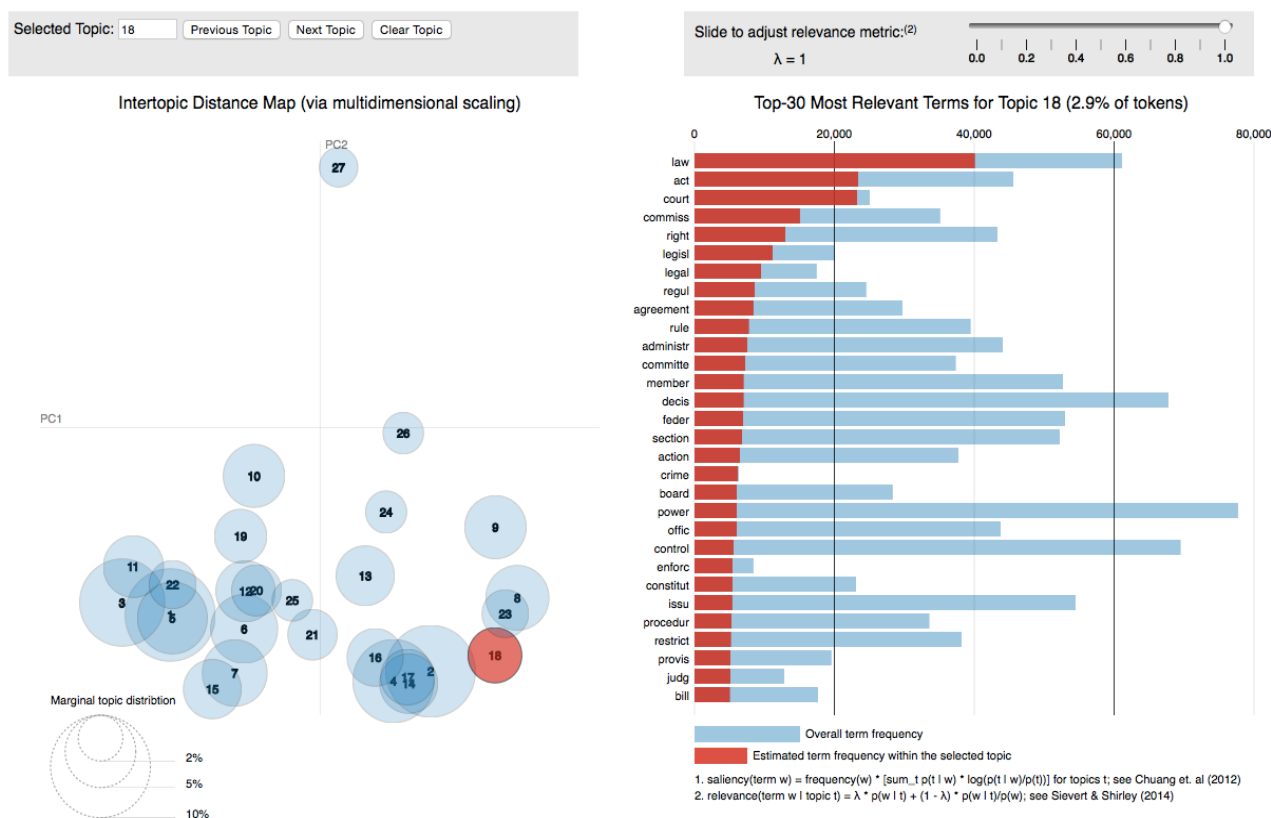 Selected Topic: 18 Previous Topic Next Topic Clear Topic
Slide to adjust relevance metric:(2)
λ = 1
0.0 0.2 0.4 0.6 0.8 1.0
Intertopic Distance Map (via multidimensional scaling)
PC2
PC1
27
26
10
24
9
19
11
13
22
12
20
8
3
25
1
5
23
6
21
16
18
7
2
17
4
14
15
Marginal topic distribtion
2%
5%
10%
Top-30 Most Relevant Terms for Topic 18 (2.9% of tokens)
0 20,000 40,000 60,000 80,000
law
act
court
commiss
right
legisl
legal
regul
agreement
rule
administr
committe
member
decis
feder
section
action
crime
board
power
offic
control
enforc
constitut
issu
procedur
restrict
provis
judg
bill
Overall term frequency
Estimated term frequency within the selected topic
1. saliency(term w) = frequency(w) * [sum_t p(t | w) * log(p(t | w)/p(t))] for topics t; see Chuang et. al (2012)
2. relevance(term w | topic t) = λ * p(w | t) + (1 - λ) * p(w | t)/p(w); see Sievert & Shirley (2014)